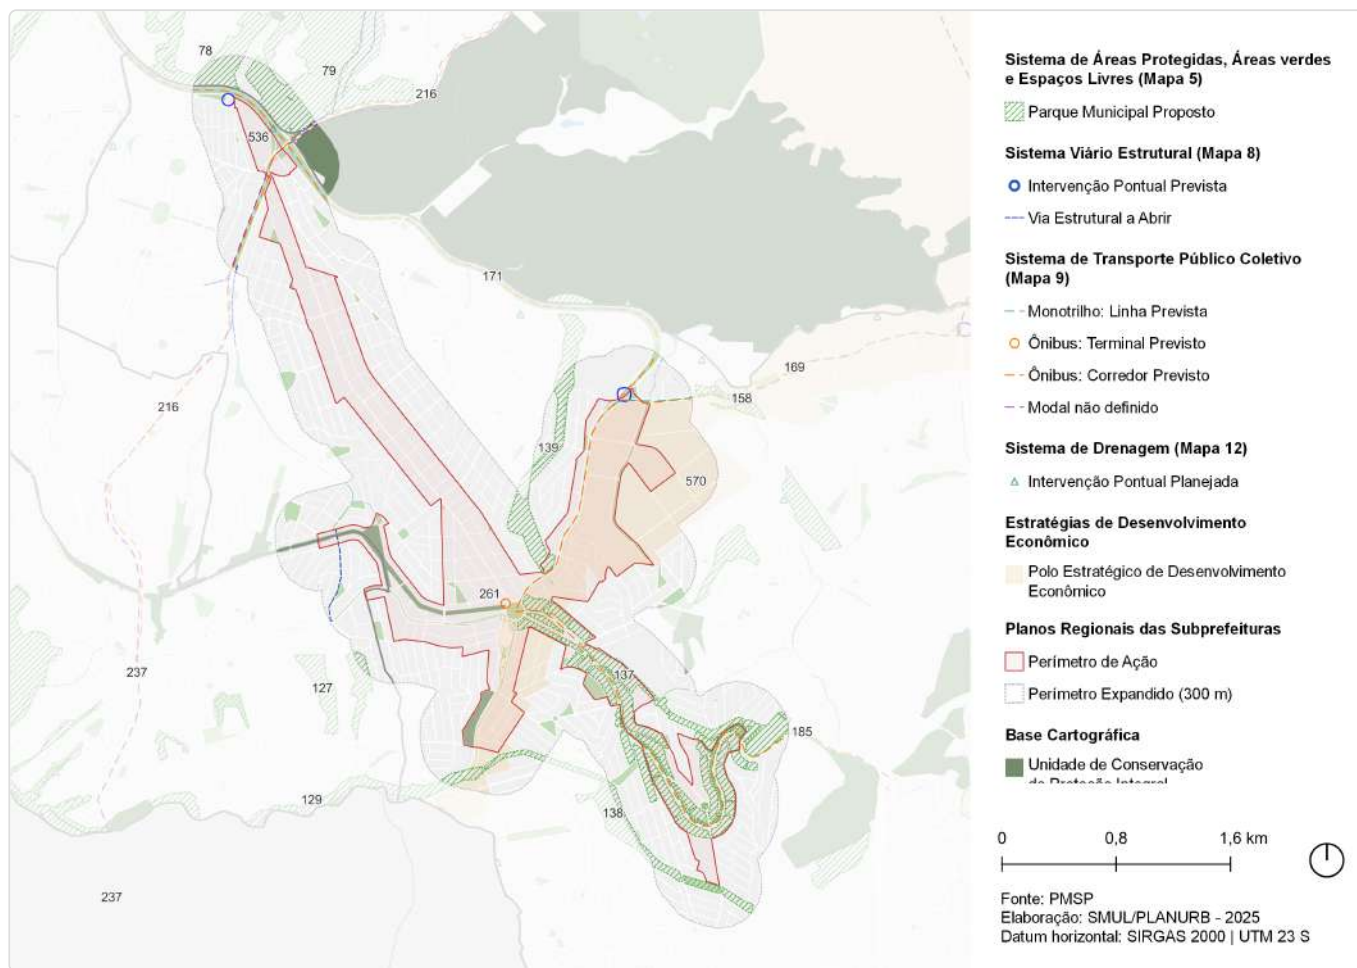 78
79
216
536
171
169
158
216
139
570
261
237
137
127
185
129
138
237
Sistema de Áreas Protegidas, Áreas verdes
e Espaços Livres (Mapa 5)
Parque Municipal Proposto
Sistema Viário Estrutural (Mapa 8)
Intervenção Pontual Prevista
Via Estrutural a Abrir
Sistema de Transporte Público Coletivo
(Mapa 9)
Monotrilho: Linha Prevista
Ônibus: Terminal Previsto
Ônibus: Corredor Previsto
Modal não definido
Sistema de Drenagem (Mapa 12)
Intervenção Pontual Planejada
Estratégias de Desenvolvimento
Econômico
Polo Estratégico de Desenvolvimento
Econômico
Planos Regionais das Subprefeituras
Perímetro de Ação
Perímetro Expandido (300 m)
Base Cartográfica
Unidade de Conservação
de Proteção Integral
0 0,8 1,6 km
Fonte: PMSP
Elaboração: SMUL/PLANURB - 2025
Datum horizontal: SIRGAS 2000 | UTM 23 S